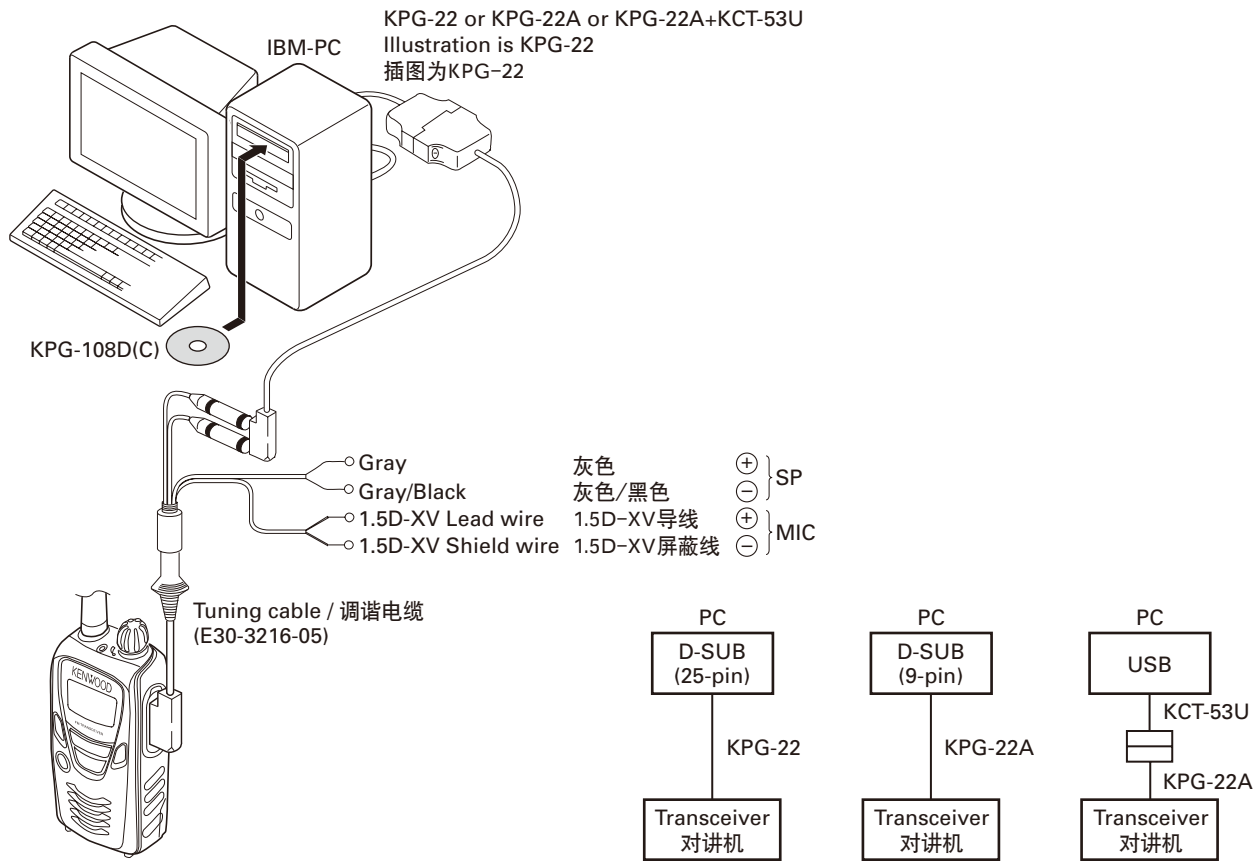 KPG-22 or KPG-22A or KPG-22A+KCT-53U
Illustration is KPG-22
插图为KPG-22
IBM-PC
KPG-108D(C)
Gray 灰色 + SP
Gray/Black 灰色/黑色 -
1.5D-XV Lead wire 1.5D-XV导线 + MIC
1.5D-XV Shield wire 1.5D-XV屏蔽线 -
Tuning cable / 调谐电缆
(E30-3216-05)
KENWOOD
FM TRANSCEIVER
PC
D-SUB
(25-pin)
KPG-22
Transceiver
对讲机
PC
D-SUB
(9-pin)
KPG-22A
Transceiver
对讲机
PC
USB
KCT-53U
KPG-22A
Transceiver
对讲机